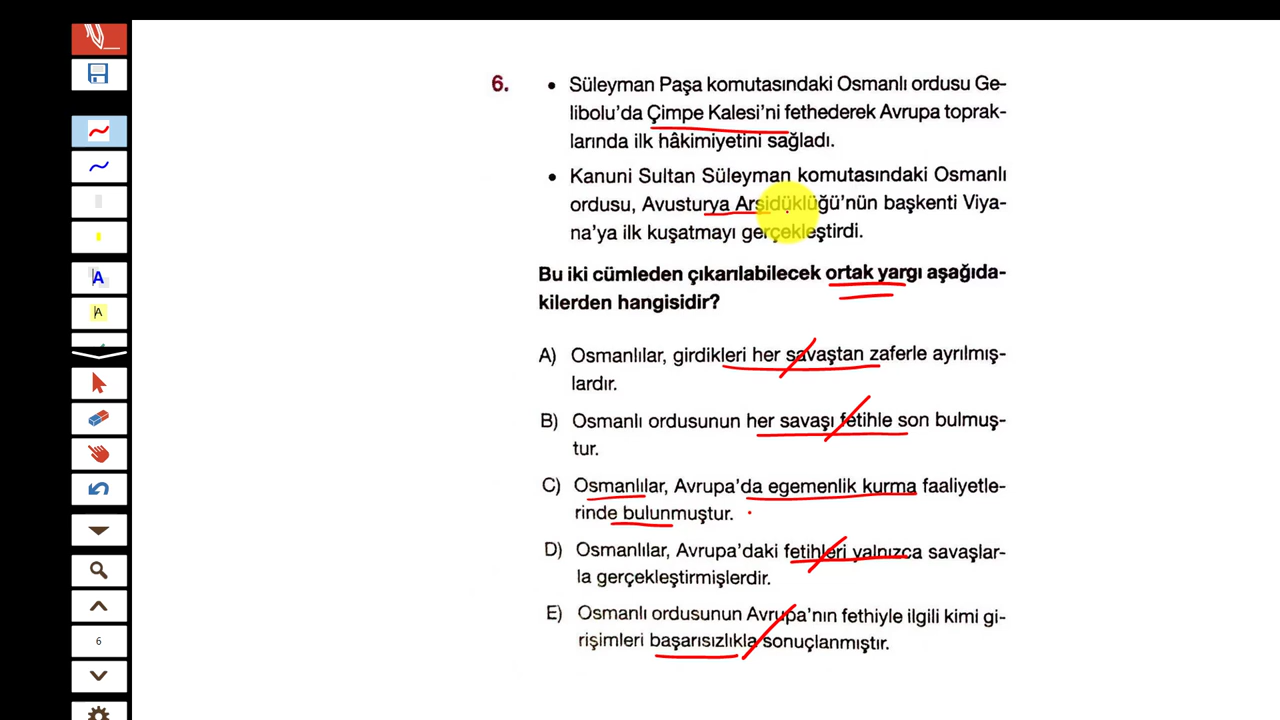 6. • Süleyman Paşa komutasındaki Osmanlı ordusu Ge-
libolu'da Çimpe Kalesi'ni fethederek Avrupa toprak-
larında ilk hâkimiyetini sağladı.
• Kanuni Sultan Süleyman komutasındaki Osmanlı
ordusu, Avusturya Arşidüklüğü'nün başkenti Viya-
na'ya ilk kuşatmayı gerçekleştirdi.
Bu iki cümleden çıkarılabilecek ortak yargı aşağıda-
kilerden hangisidir?
A) Osmanlılar, girdikleri her savaştan zaferle ayrılmış-
lardır.
B) Osmanlı ordusunun her savaşı fetihle son bulmuş-
tur.
C) Osmanlılar, Avrupa'da egemenlik kurma faaliyetle-
rinde bulunmuştur.
D) Osmanlılar, Avrupa'daki fetihleri yalnızca savaşlar-
la gerçekleştirmişlerdir.
E) Osmanlı ordusunun Avrupa'nın fethiyle ilgili kimi gi-
rişimleri başarısızlıkla sonuçlanmıştır.
A
A
6